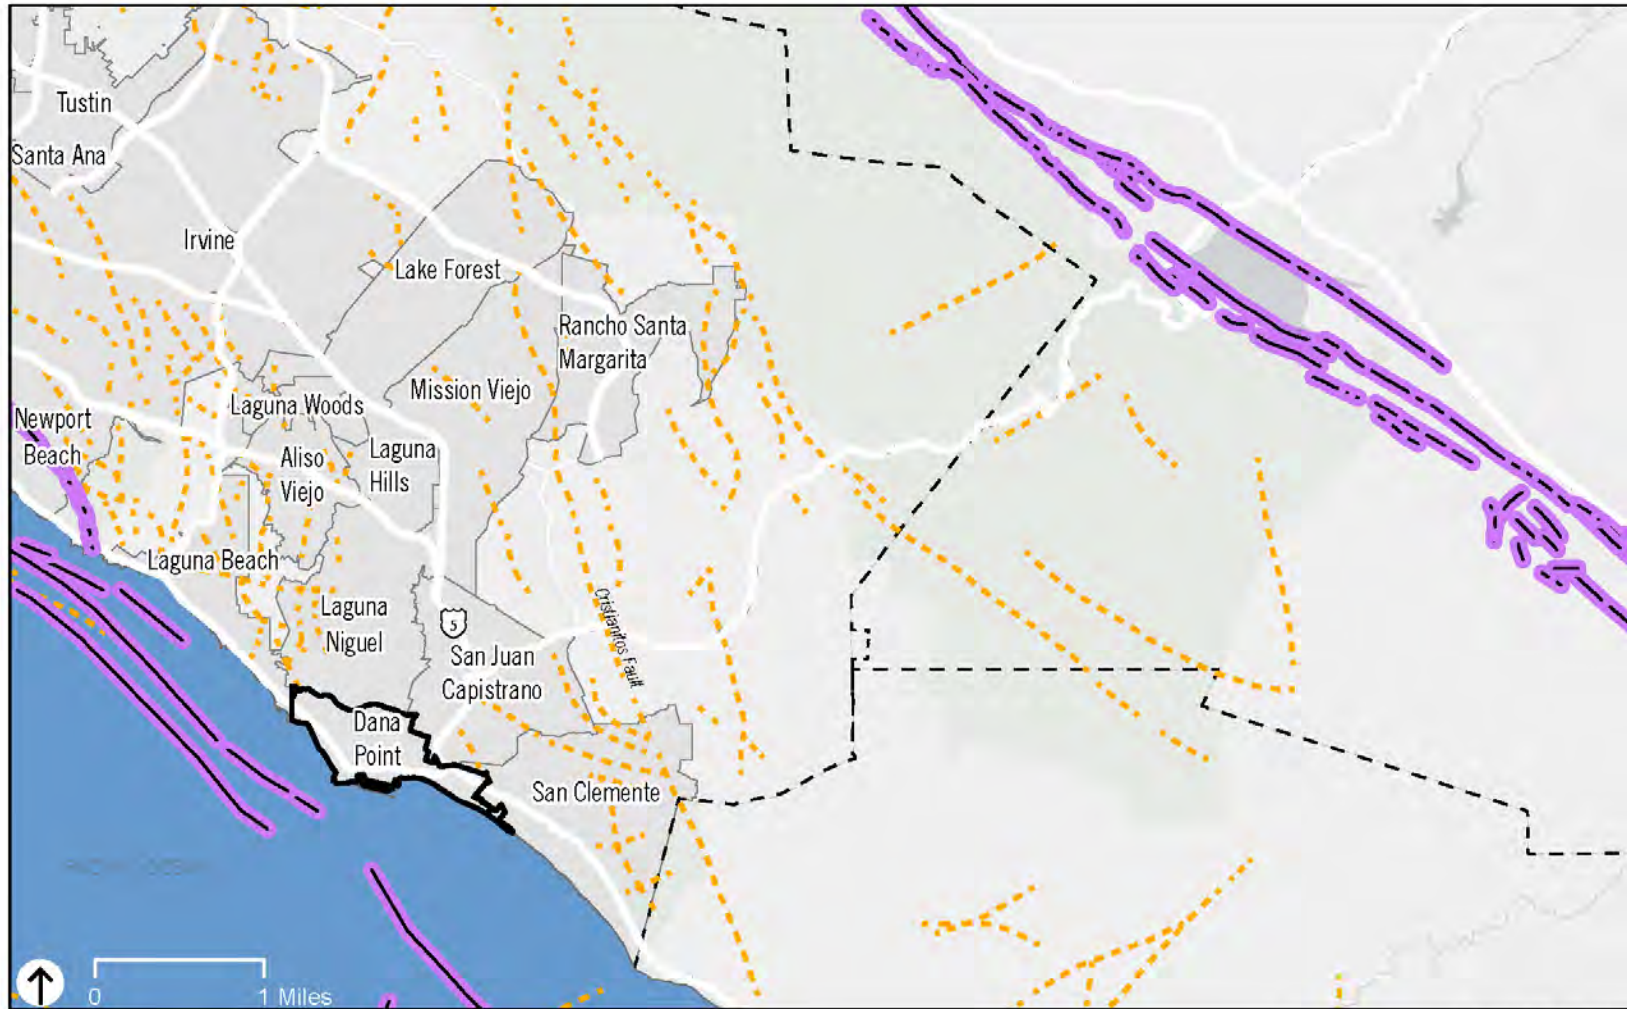 Tustin
Santa Ana
Irvine
Lake Forest
Rancho Santa
Margarita
Mission Viejo
Laguna Woods
Newport
Beach
Aliso
Viejo
Laguna
Hills
Laguna Beach
Laguna
Niguel
5
Cristianitos Fault
San Juan
Capistrano
Dana
Point
San Clemente
0 1 Miles